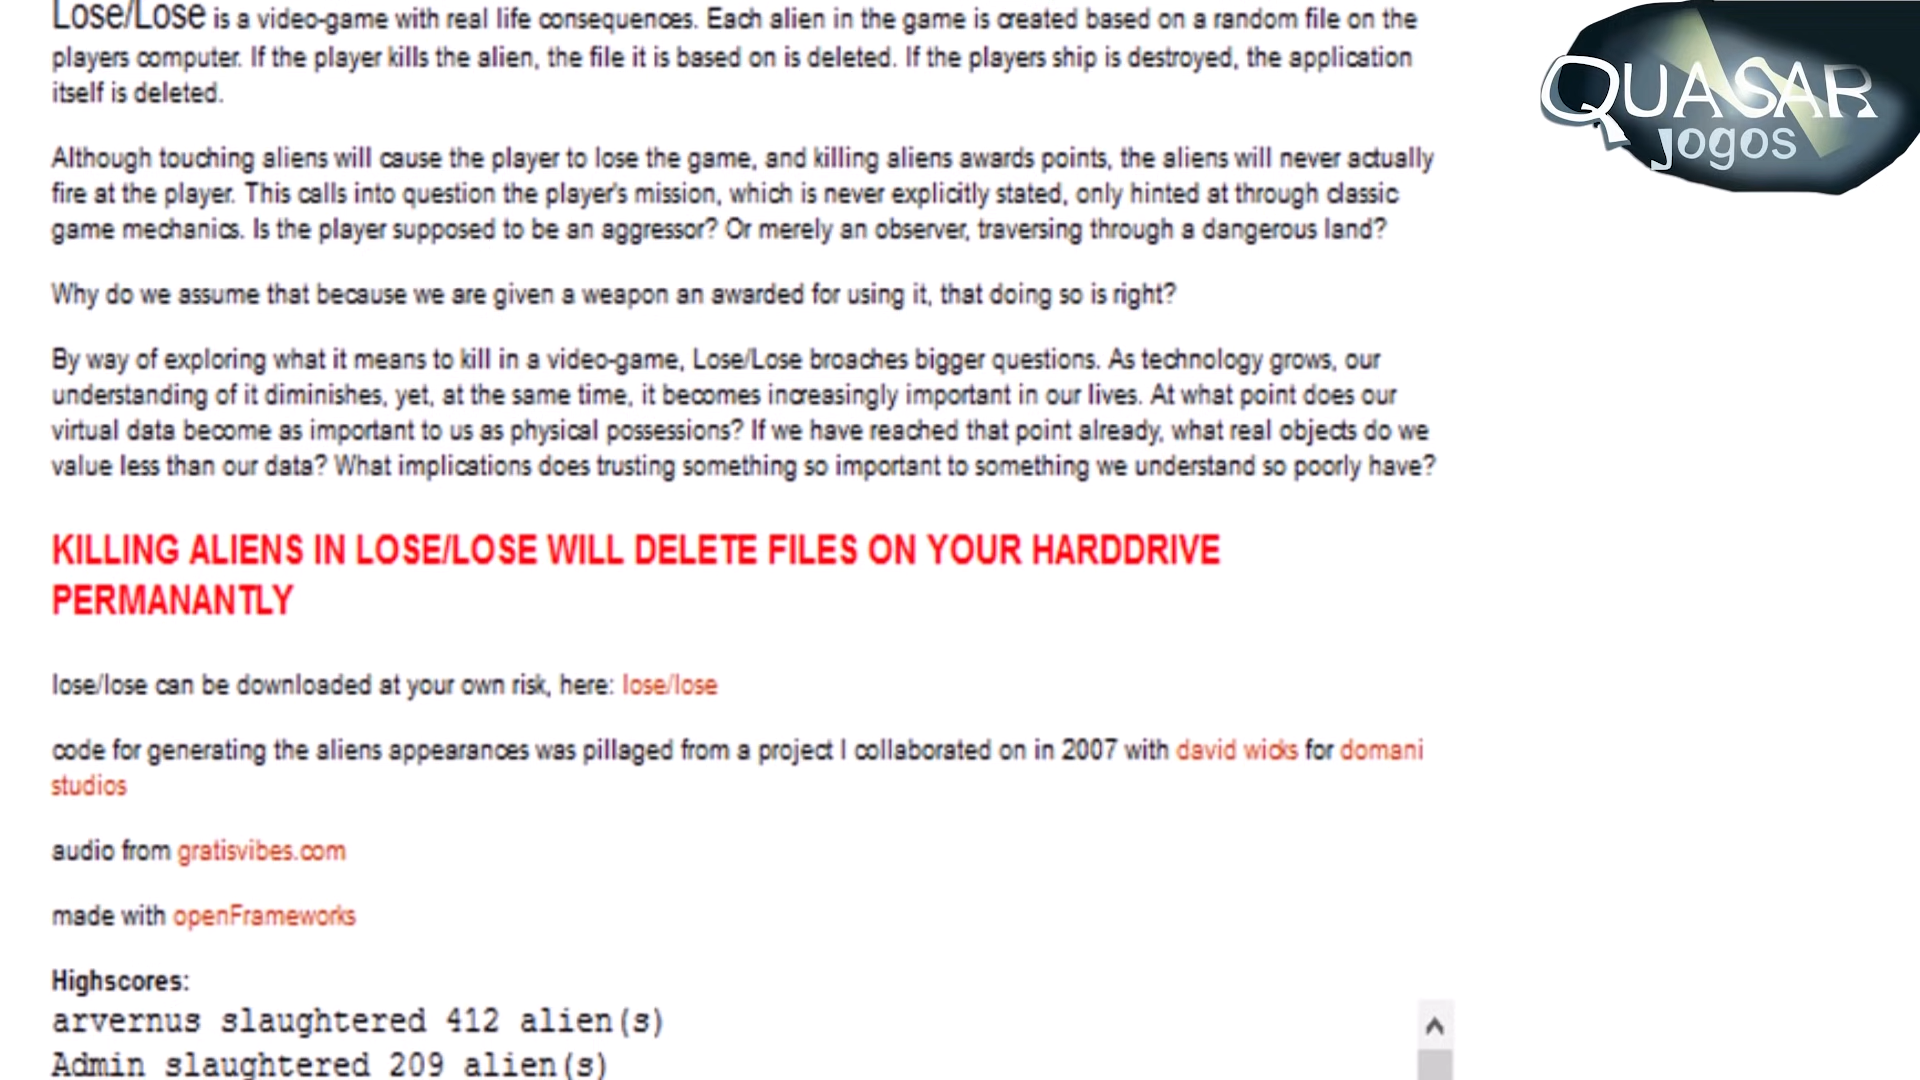 Lose/Lose is a video-game with real life consequences. Each alien in the game is created based on a random file on the
players computer. If the player kills the alien, the file it is based on is deleted. If the players ship is destroyed, the application
itself is deleted.
Although touching aliens will cause the player to lose the game, and killing aliens awards points, the aliens will never actually
fire at the player. This calls into question the player's mission, which is never explicitly stated, only hinted at through classic
game mechanics. Is the player supposed to be an aggressor? Or merely an observer, traversing through a dangerous land?
Why do we assume that because we are given a weapon an awarded for using it, that doing so is right?
By way of exploring what it means to kill in a video-game, Lose/Lose broaches bigger questions. As technology grows, our
understanding of it diminishes, yet, at the same time, it becomes increasingly important in our lives. At what point does our
virtual data become as important to us as physical possessions? If we have reached that point already, what real objects do we
value less than our data? What implications does trusting something so important to something we understand so poorly have?
KILLING ALIENS IN LOSE/LOSE WILL DELETE FILES ON YOUR HARDDRIVE
PERMANANTLY
lose/lose can be downloaded at your own risk, here: lose/lose
code for generating the aliens appearances was pillaged from a project I collaborated on in 2007 with david wicks for domani
studios
audio from gratisvibes.com
made with openFrameworks
Highscores:
arvernus slaughtered 412 alien(s)
Admin slaughtered 209 alien(s)
QUASAR
jogos